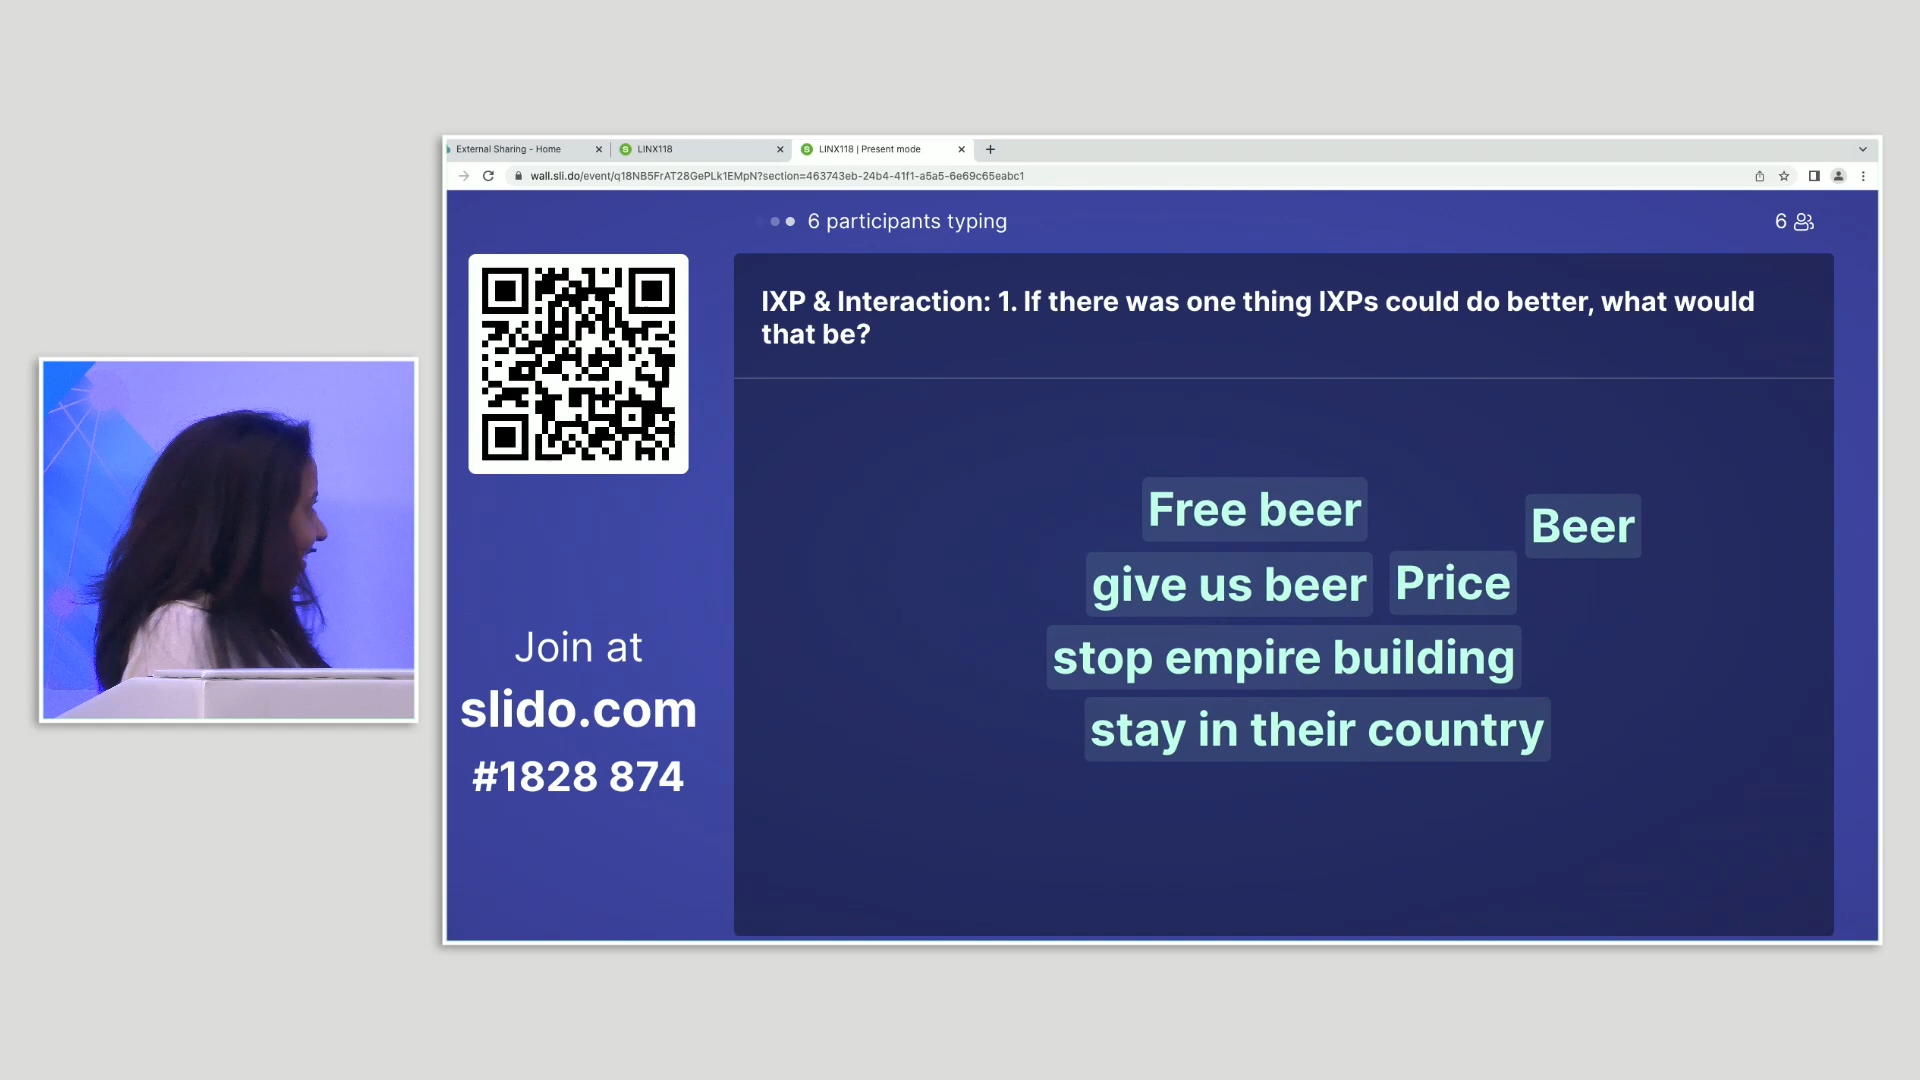 External Sharing - Home
LINX118
LINX118 | Present mode
wall.sli.do/event/q18NB5FrAT28GePLk1EMpN?section=463743eb-24b4-41f1-a5a5-6e69c65eabc1
6 participants typing
6
IXP & Interaction: 1. If there was one thing IXPs could do better, what would
that be?
Free beer
Beer
give us beer
Price
stop empire building
stay in their country
Join at
slido.com
#1828 874